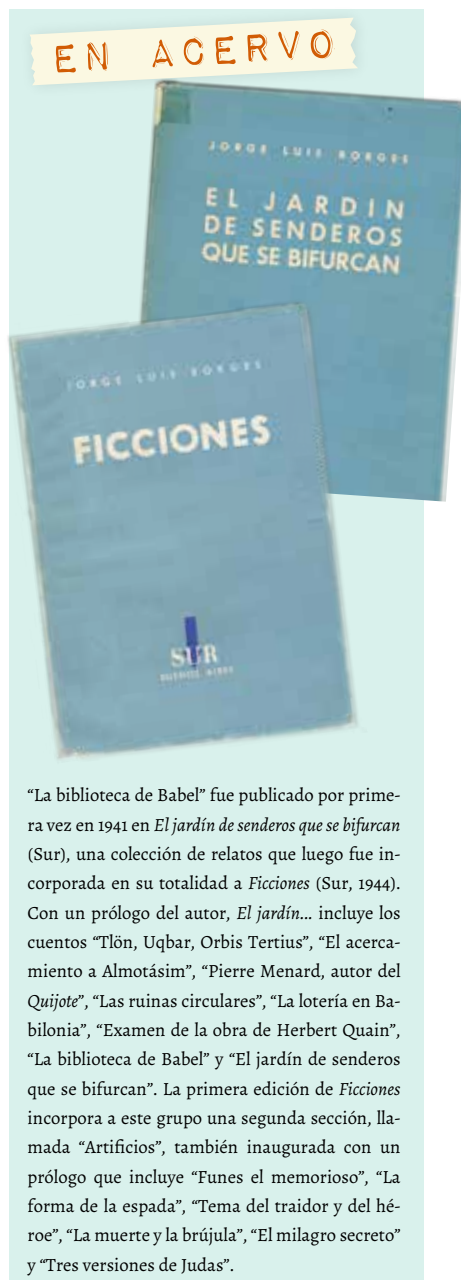 EN ACERVO
JORGE LUIS BORGES
EL JARDIN
DE SENDEROS
QUE SE BIFURCAN
JORGE LUIS BORGES
FICCIONES
SUR
BUENOS AIRES
“La biblioteca de Babel” fue publicado por prime-
ra vez en 1941 en El jardín de senderos que se bifurcan
(Sur), una colección de relatos que luego fue in-
corporada en su totalidad a Ficciones (Sur, 1944).
Con un prólogo del autor, El jardín... incluye los
cuentos “Tlön, Uqbar, Orbis Tertius”, “El acerca-
miento a Almotásim”, “Pierre Menard, autor del
Quijote”, “Las ruinas circulares”, “La lotería en Ba-
bilonia”, “Examen de la obra de Herbert Quain”,
“La biblioteca de Babel” y “El jardín de senderos
que se bifurcan”. La primera edición de Ficciones
incorpora a este grupo una segunda sección, lla-
mada “Artificios”, también inaugurada con un
prólogo que incluye “Funes el memorioso”, “La
forma de la espada”, “Tema del traidor y del hé-
roe”, “La muerte y la brújula”, “El milagro secreto”
y “Tres versiones de Judas”.